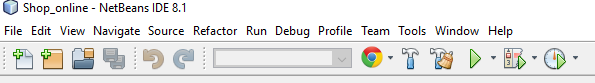 Shop_online - NetBeans IDE 8.1
File Edit View Navigate Source Refactor Run Debug Profile Team Tools Window Help